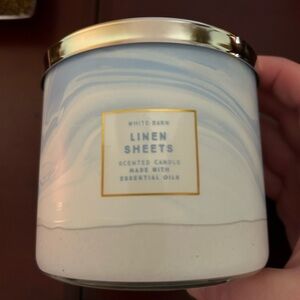 WHITE BARN
LINEN
SHEETS
SCENTED CANDLE
MADE WITH
ESSENTIAL OILS